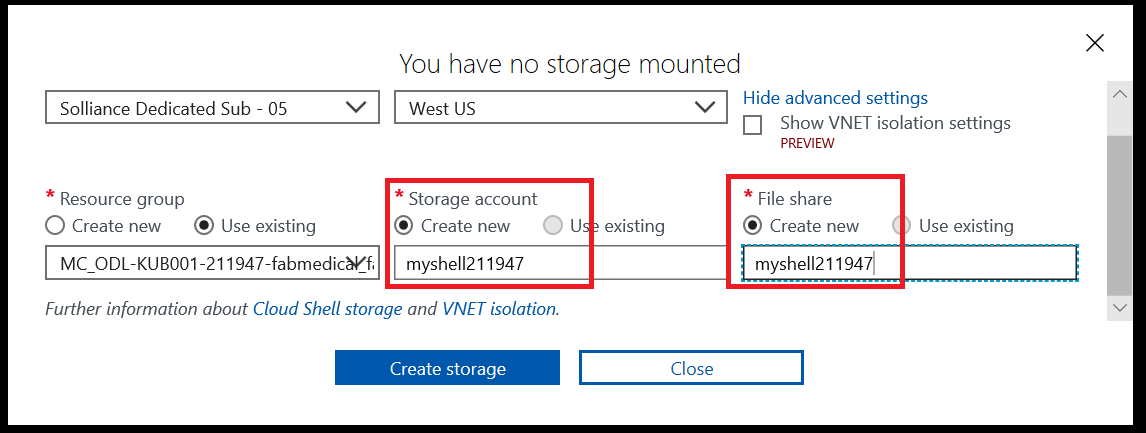 You have no storage mounted
Solliance Dedicated Sub - 05
West US
Hide advanced settings
Show VNET isolation settings
PREVIEW
* Resource group
* Storage account
* File share
Create new
Use existing
Create new
Use existing
Create new
Use existing
MC_ODL-KUB001-211947-fabmedical_fa
myshell211947
myshell211947
Further information about Cloud Shell storage and VNET isolation.
Create storage
Close